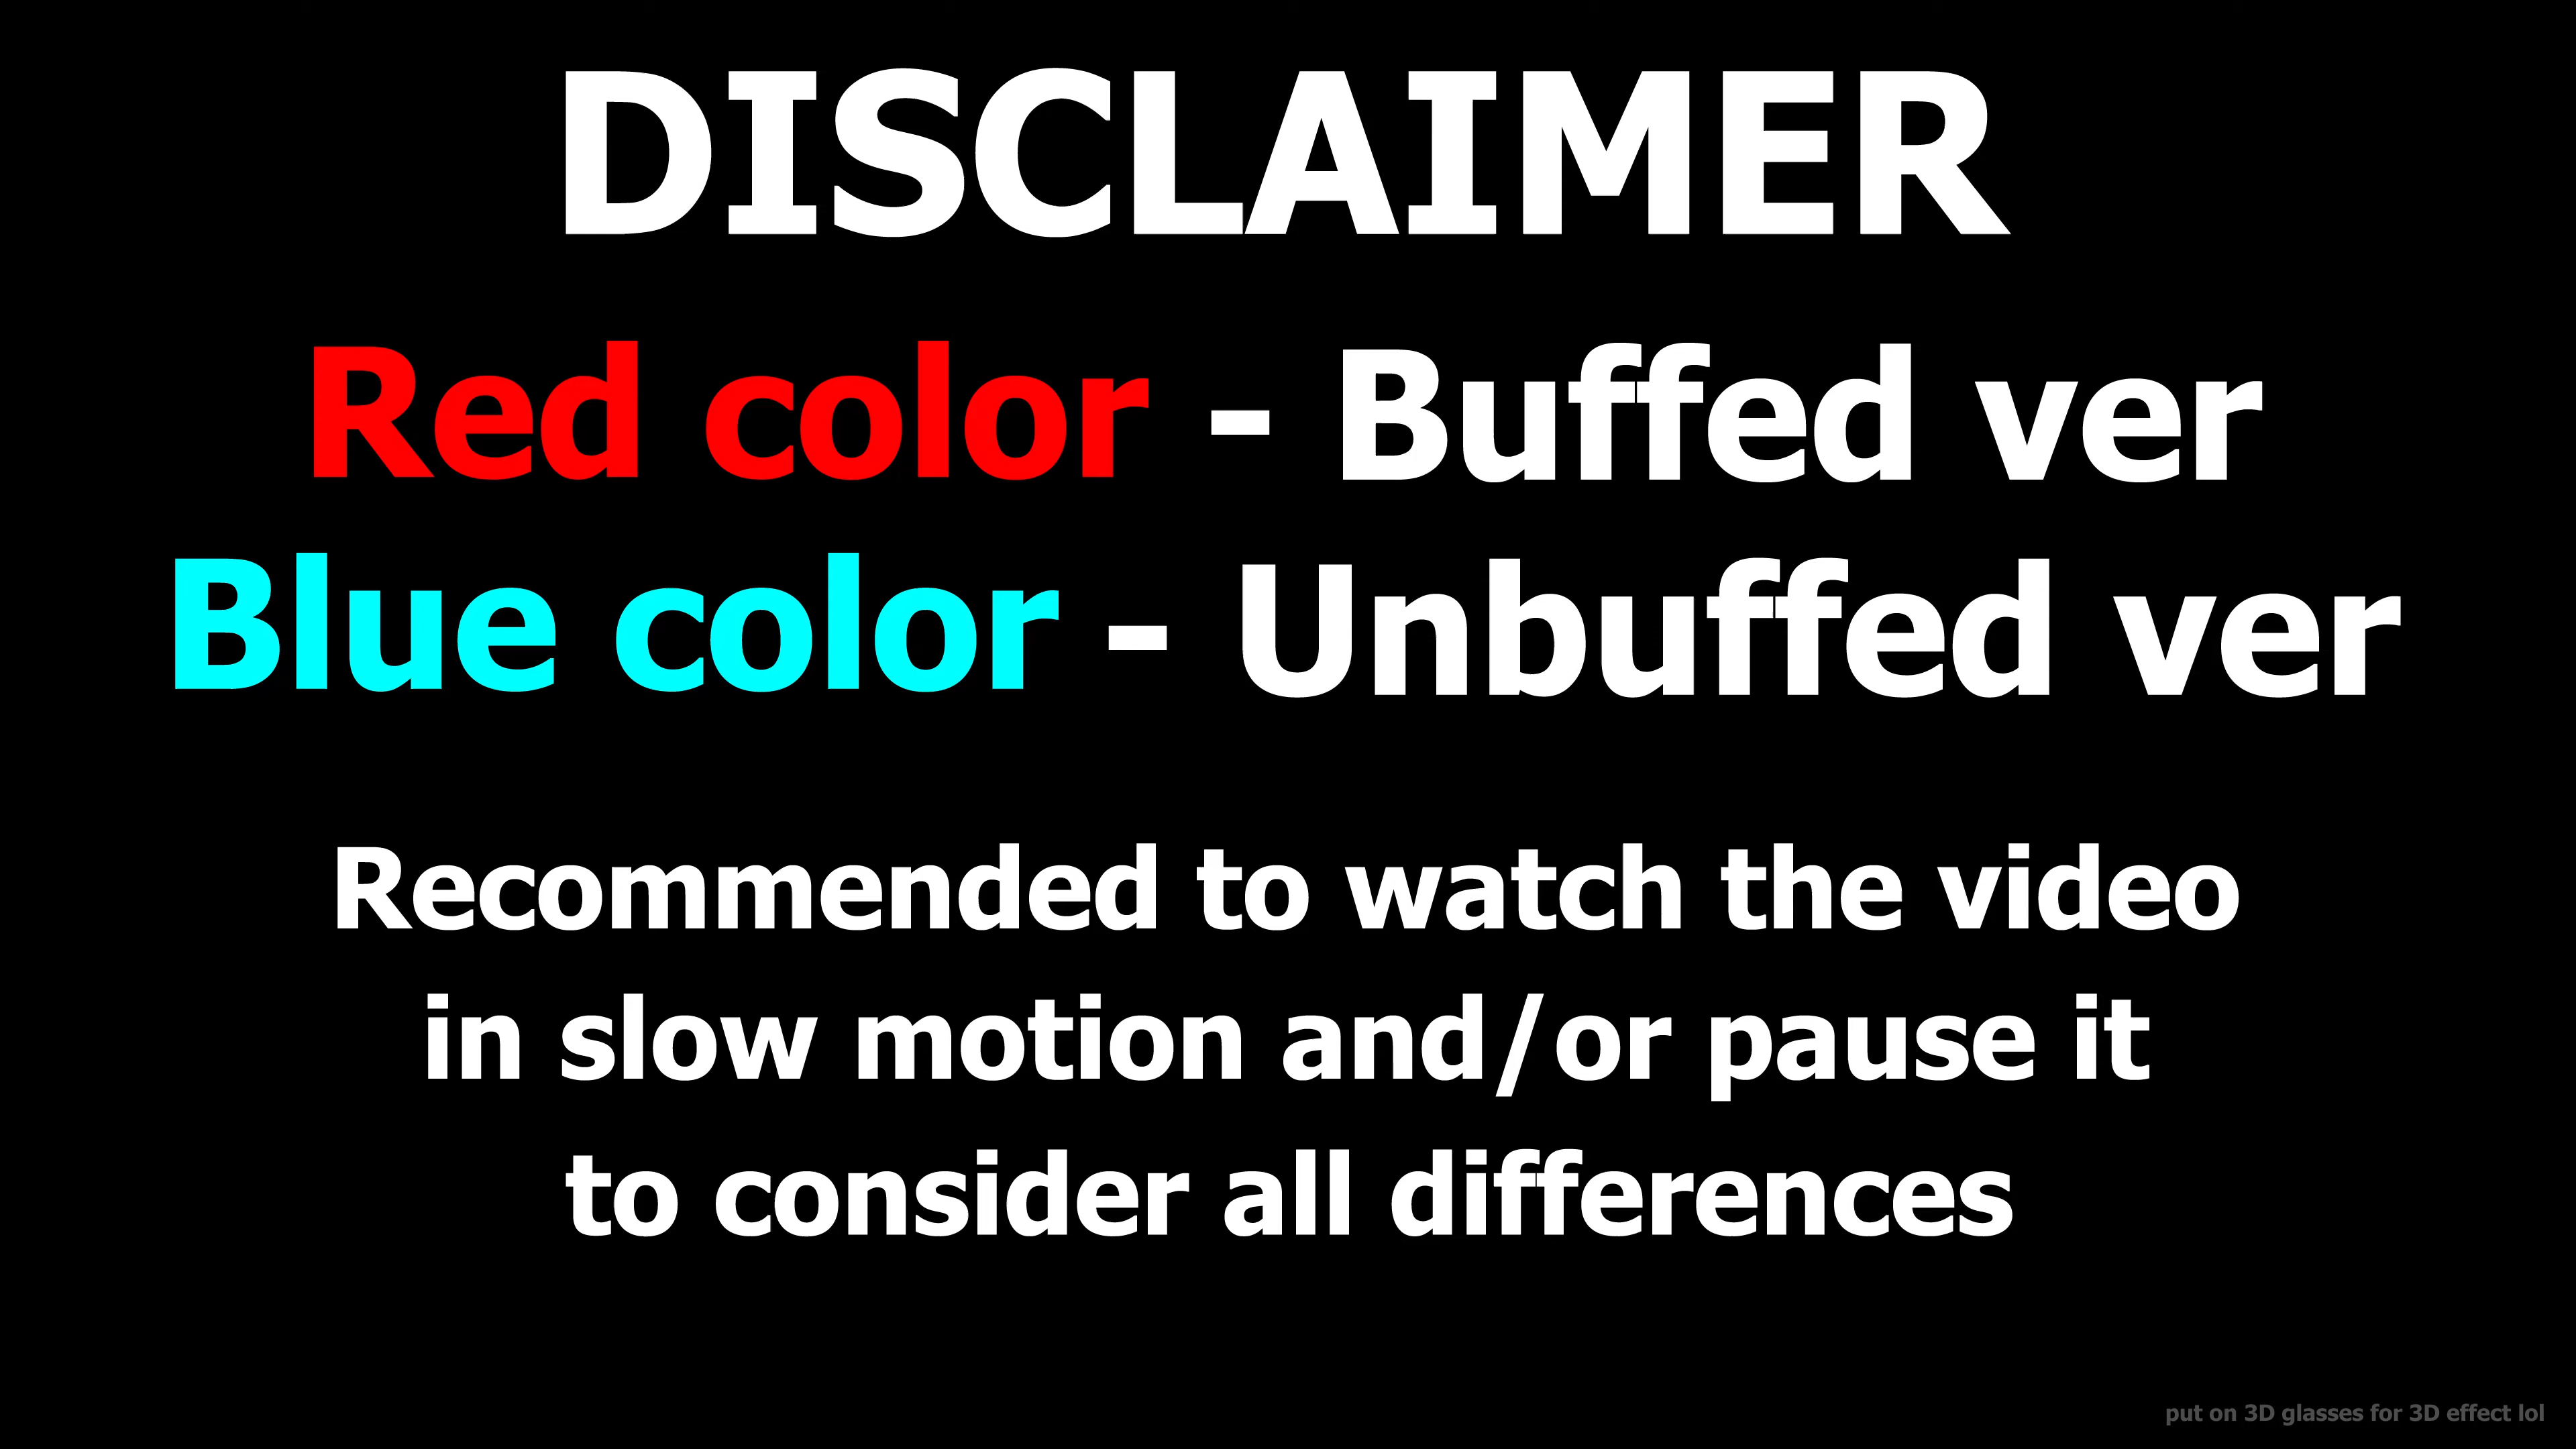 DISCLAIMER
Red color - Buffed ver
Blue color - Unbuffed ver
Recommended to watch the video
in slow motion and/or pause it
to consider all differences
put on 3D glasses for 3D effect lol